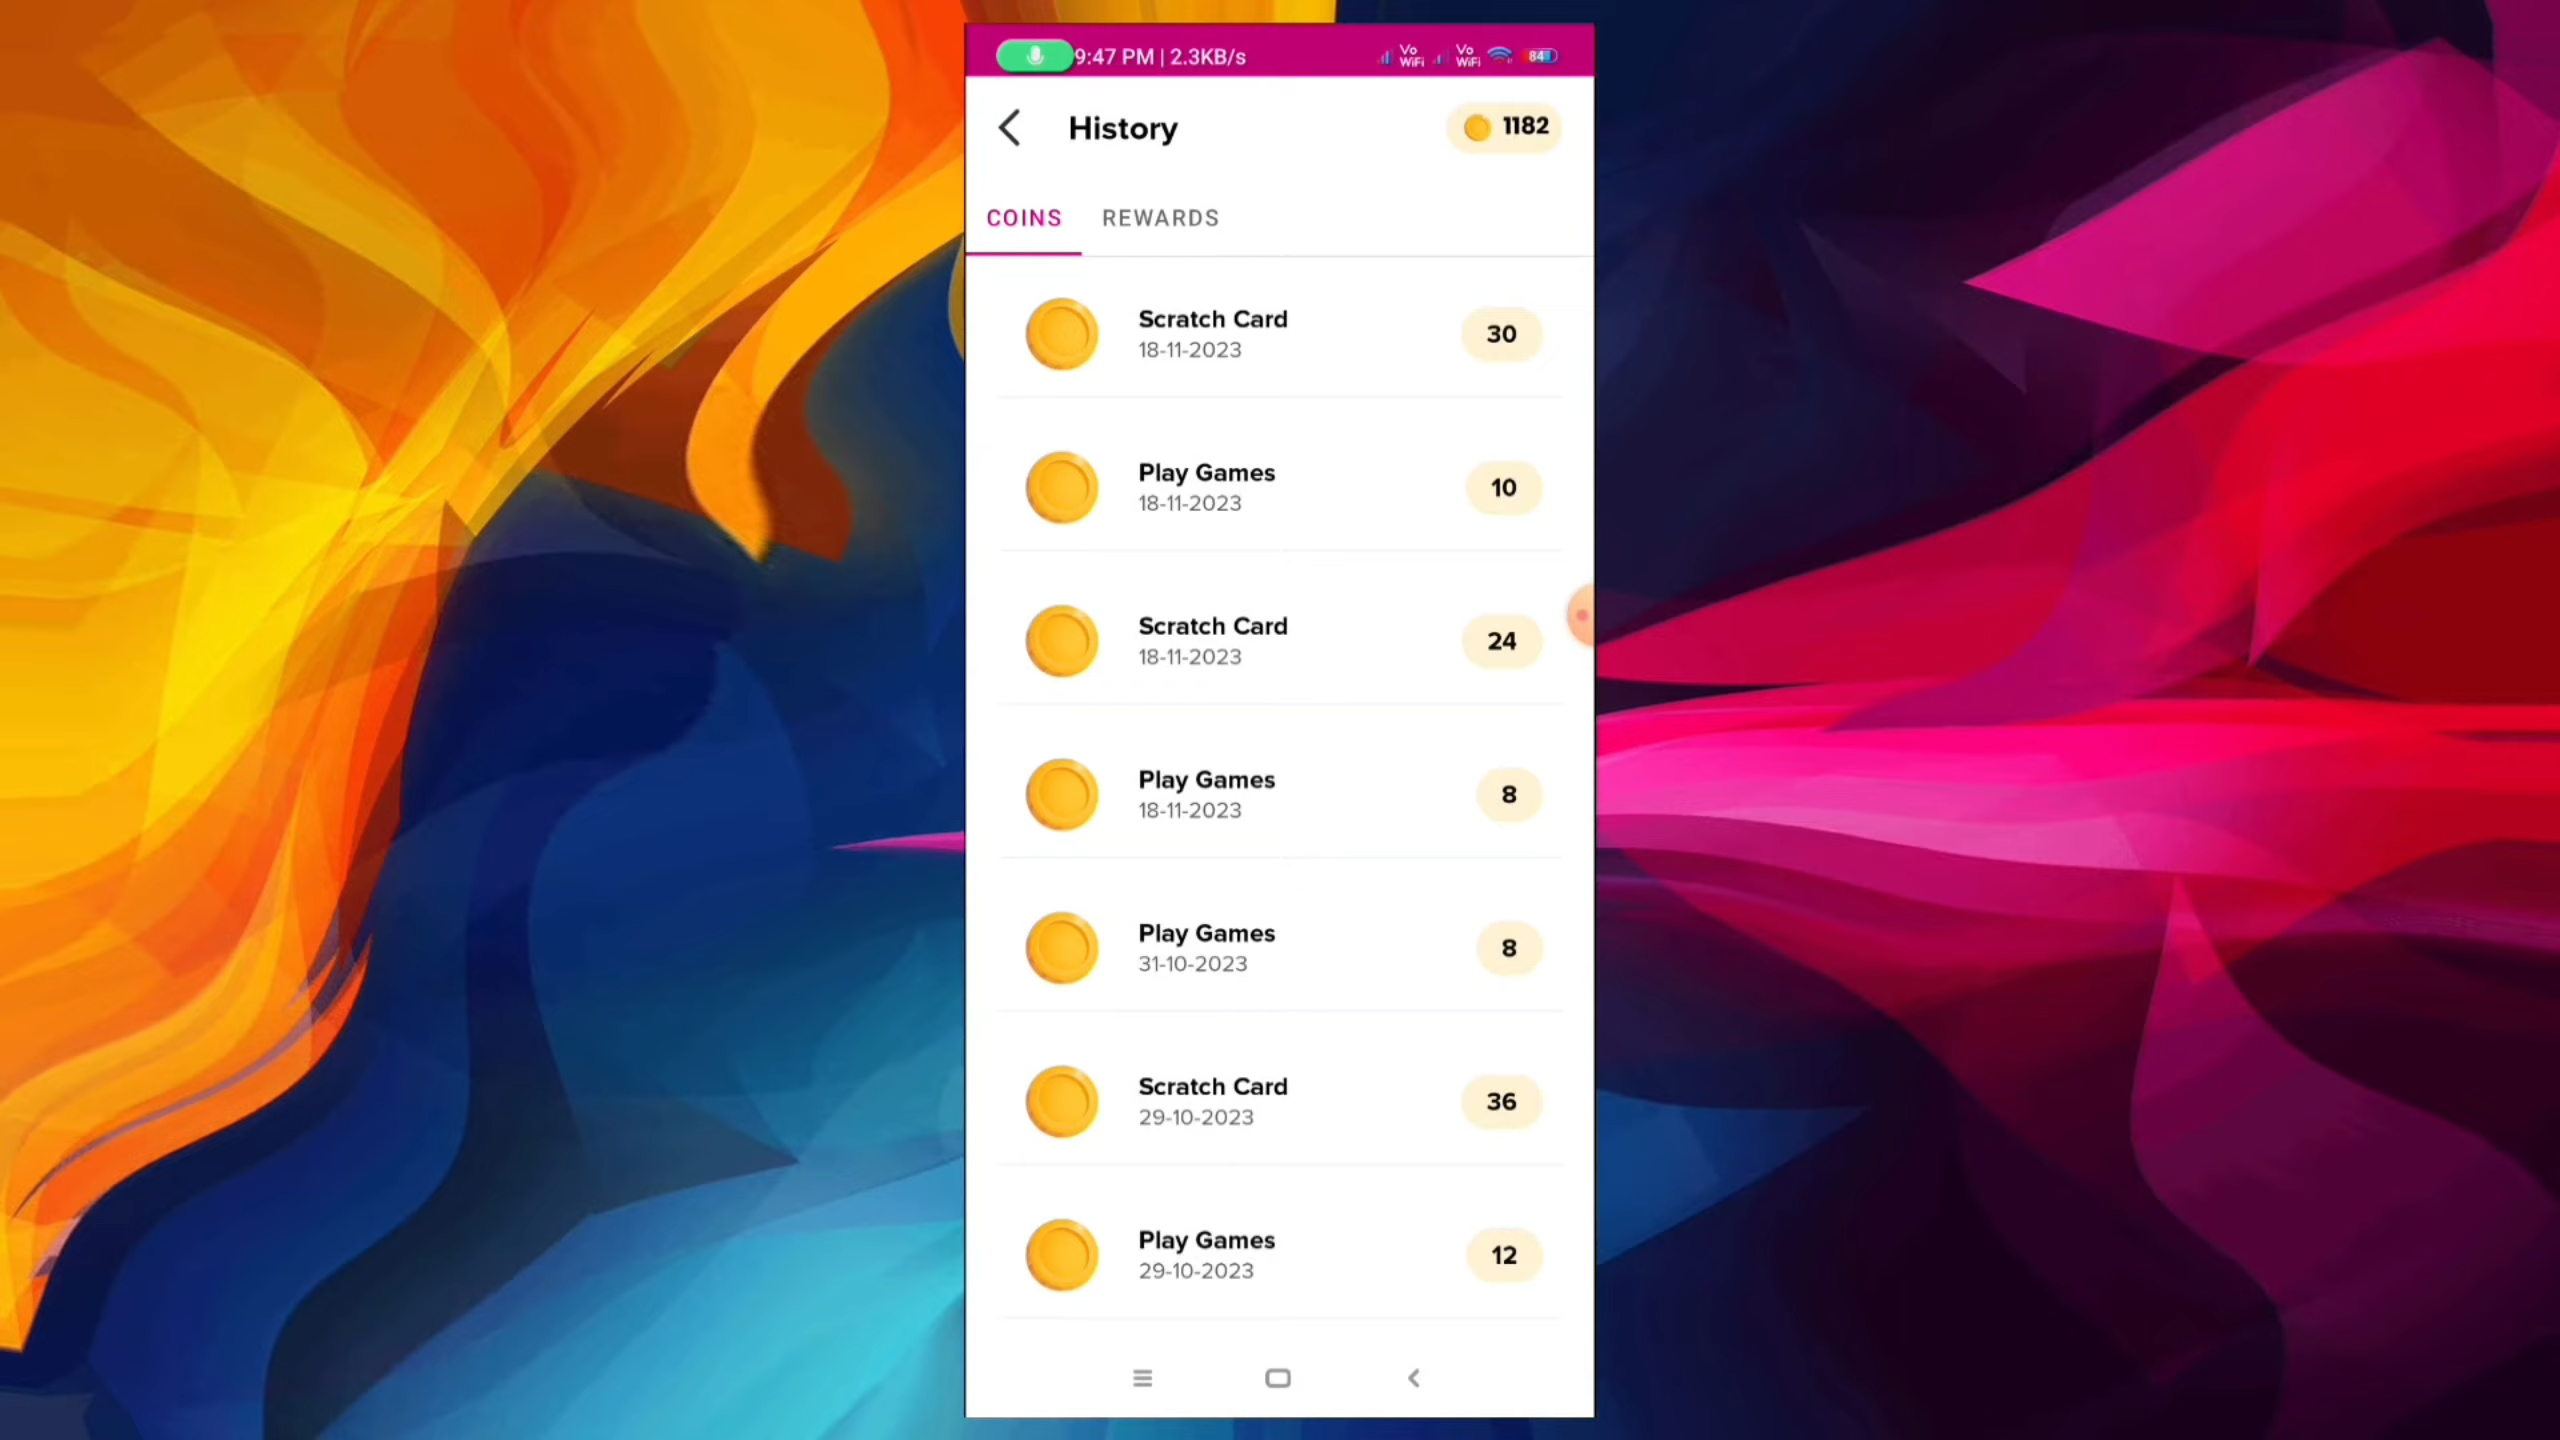 9:47 PM | 2.3KB/s
Vo
WiFi
Vo
WiFi
84
History
1182
COINS
REWARDS
Scratch Card
18-11-2023
30
Play Games
18-11-2023
10
Scratch Card
18-11-2023
24
Play Games
18-11-2023
8
Play Games
31-10-2023
8
Scratch Card
29-10-2023
36
Play Games
29-10-2023
12